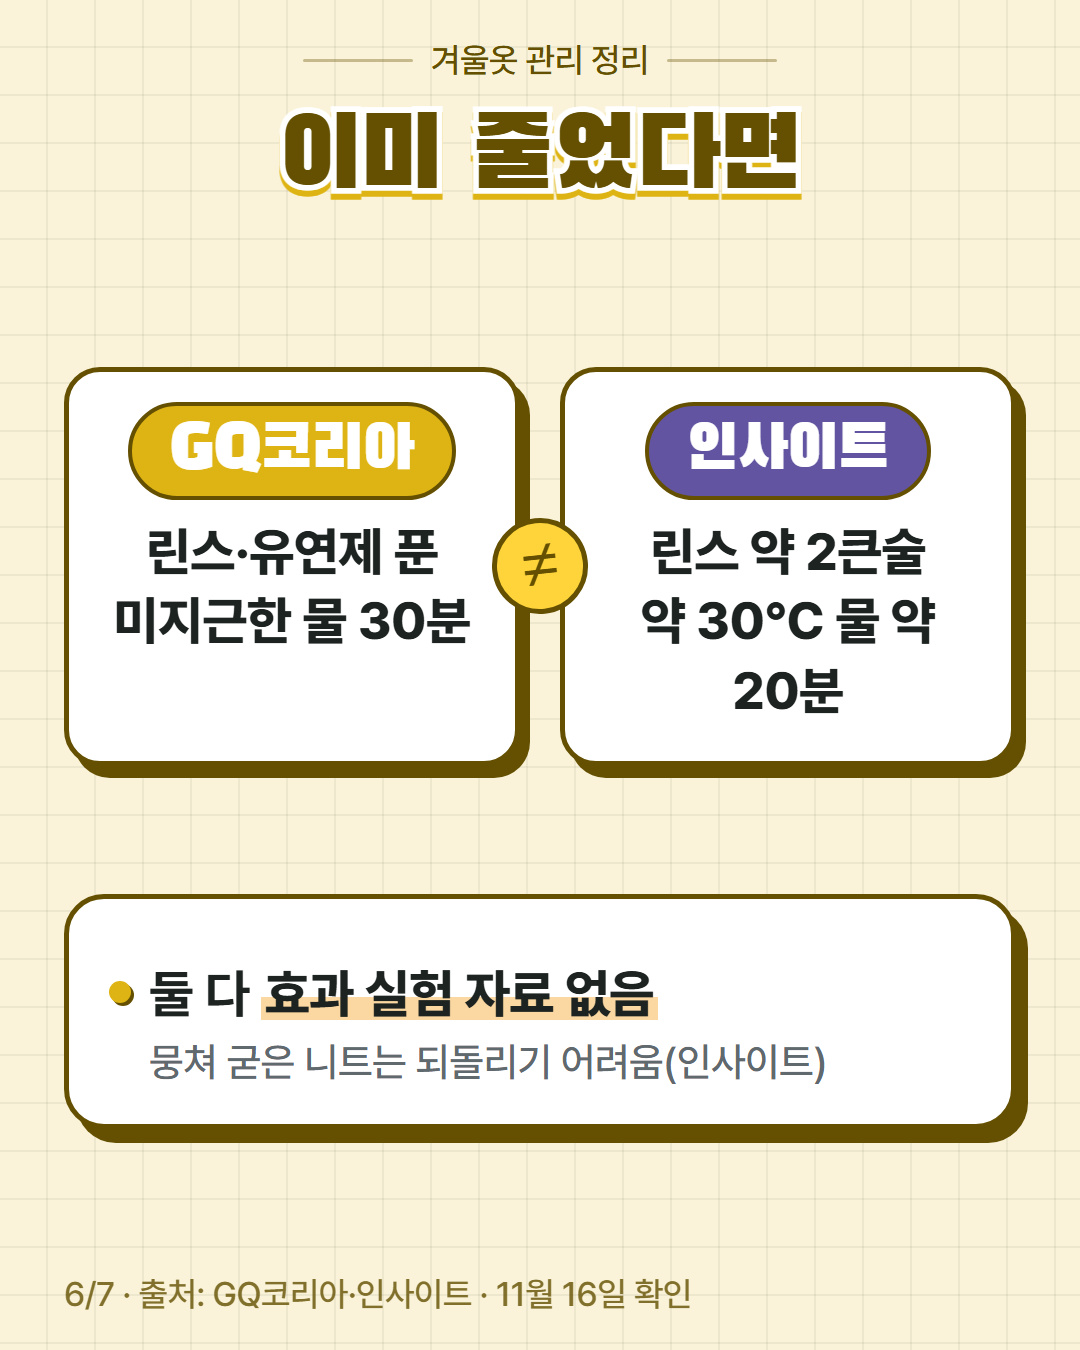 겨울옷 관리 정리
이미 줄었다면
GQ코리아
린스·유연제 푼
미지근한 물 30분
≠
인사이트
린스 약 2큰술
약 30°C 물 약
20분
둘 다 효과 실험 자료 없음
뭉쳐 굳은 니트는 되돌리기 어려움(인사이트)
6/7 · 출처: GQ코리아·인사이트 · 11월 16일 확인